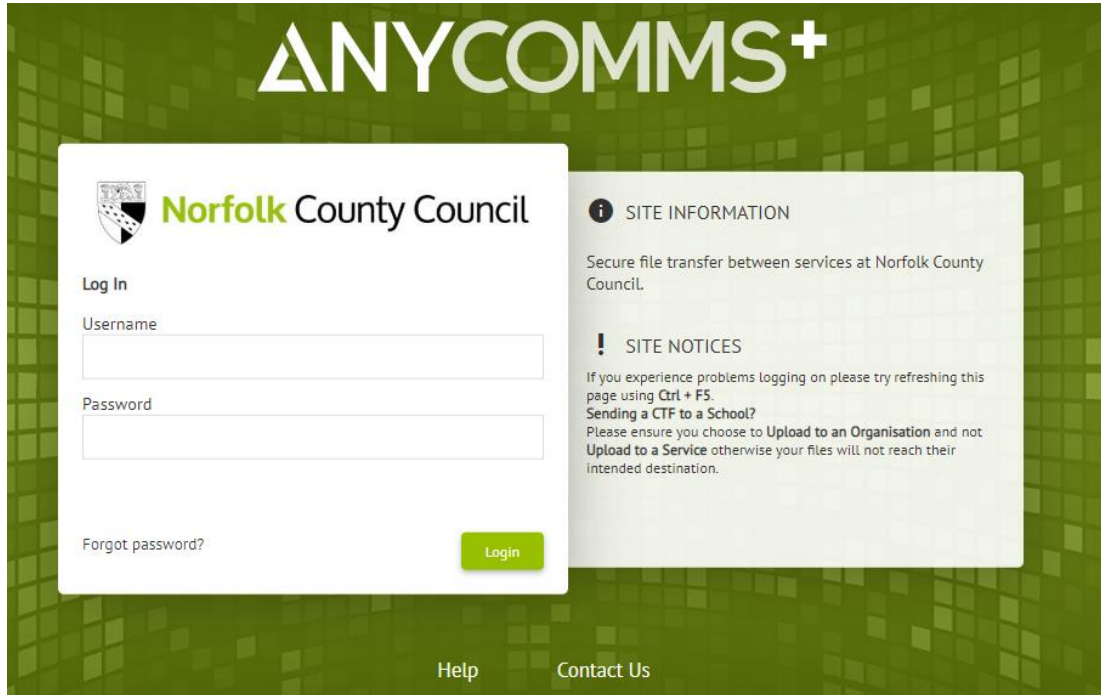 ANYCOMMS+
Norfolk County Council
Log In
Username
Password
Forgot password?
Login
SITE INFORMATION
Secure file transfer between services at Norfolk County
Council.
SITE NOTICES
If you experience problems logging on please try refreshing this
page using Ctrl + F5.
Sending a CTF to a School?
Please ensure you choose to Upload to an Organisation and not
Upload to a Service otherwise your files will not reach their
intended destination.
Help
Contact Us